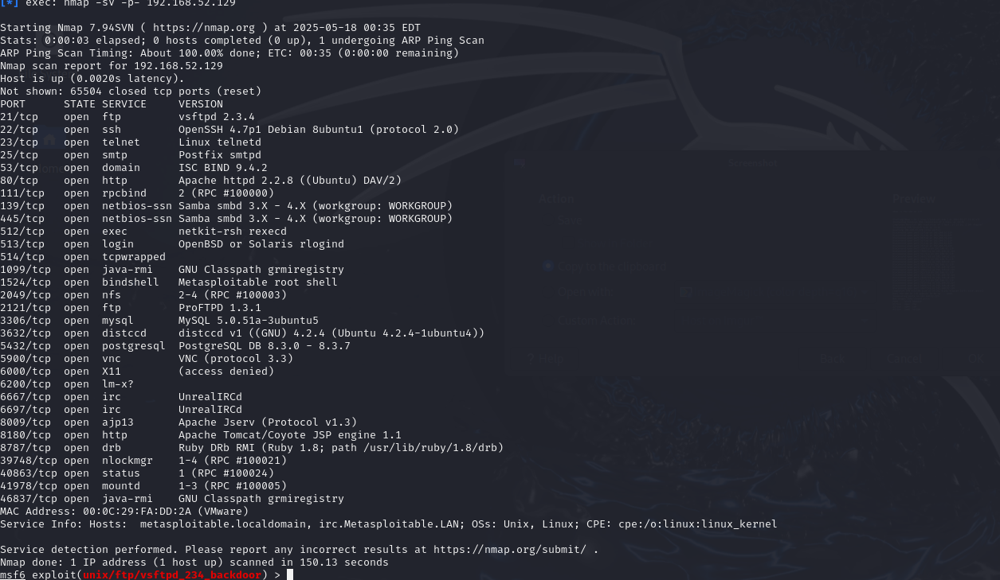 [*] exec: nmap -sV -p- 192.168.52.129
Starting Nmap 7.94SVN ( https://nmap.org ) at 2025-05-18 00:35 EDT
Stats: 0:00:03 elapsed; 0 hosts completed (0 up), 1 undergoing ARP Ping Scan
ARP Ping Scan Timing: About 100.00% done; ETC: 00:35 (0:00:00 remaining)
Nmap scan report for 192.168.52.129
Host is up (0.0020s latency).
Not shown: 65504 closed tcp ports (reset)
PORT STATE SERVICE VERSION
21/tcp open ftp vsftpd 2.3.4
22/tcp open ssh OpenSSH 4.7p1 Debian 8ubuntu1 (protocol 2.0)
23/tcp open telnet Linux telnetd
25/tcp open smtp Postfix smtpd
53/tcp open domain ISC BIND 9.4.2
80/tcp open http Apache httpd 2.2.8 ((Ubuntu) DAV/2)
111/tcp open rpcbind 2 (RPC #100000)
139/tcp open netbios-ssn Samba smbd 3.X - 4.X (workgroup: WORKGROUP)
445/tcp open netbios-ssn Samba smbd 3.X - 4.X (workgroup: WORKGROUP)
512/tcp open exec netkit-rsh rexecd
513/tcp open login OpenBSD or Solaris rlogind
514/tcp open tcpwrapped
1099/tcp open java-rmi GNU Classpath grmiregistry
1524/tcp open bindshell Metasploitable root shell
2049/tcp open nfs 2-4 (RPC #100003)
2121/tcp open ftp ProFTPD 1.3.1
3306/tcp open mysql MySQL 5.0.51a-3ubuntu5
3632/tcp open distccd distccd v1 ((GNU) 4.2.4 (Ubuntu 4.2.4-1ubuntu4))
5432/tcp open postgresql PostgreSQL DB 8.3.0 - 8.3.7
5900/tcp open vnc VNC (protocol 3.3)
6000/tcp open X11 (access denied)
6200/tcp open lm-x?
6667/tcp open irc UnrealIRCd
6697/tcp open irc UnrealIRCd
8009/tcp open ajp13 Apache Jserv (Protocol v1.3)
8180/tcp open http Apache Tomcat/Coyote JSP engine 1.1
8787/tcp open drb Ruby DRb RMI (Ruby 1.8; path /usr/lib/ruby/1.8/drb)
39748/tcp open nlockmgr 1-4 (RPC #100021)
40863/tcp open status 1 (RPC #100024)
41978/tcp open mountd 1-3 (RPC #100005)
46837/tcp open java-rmi GNU Classpath grmiregistry
MAC Address: 00:0C:29:FA:DD:2A (VMware)
Service Info: Hosts: metasploitable.localdomain, irc.Metasploitable.LAN; OSs: Unix, Linux; CPE: cpe:/o:linux:linux_kernel
Service detection performed. Please report any incorrect results at https://nmap.org/submit/ .
Nmap done: 1 IP address (1 host up) scanned in 150.13 seconds
msf6 exploit(unix/ftp/vsftpd_234_backdoor) >
Screenshot
Action
Preview
Save
Copy to the clipboard
Open with:
Custom Action:
? Help
Back
Cancel
OK